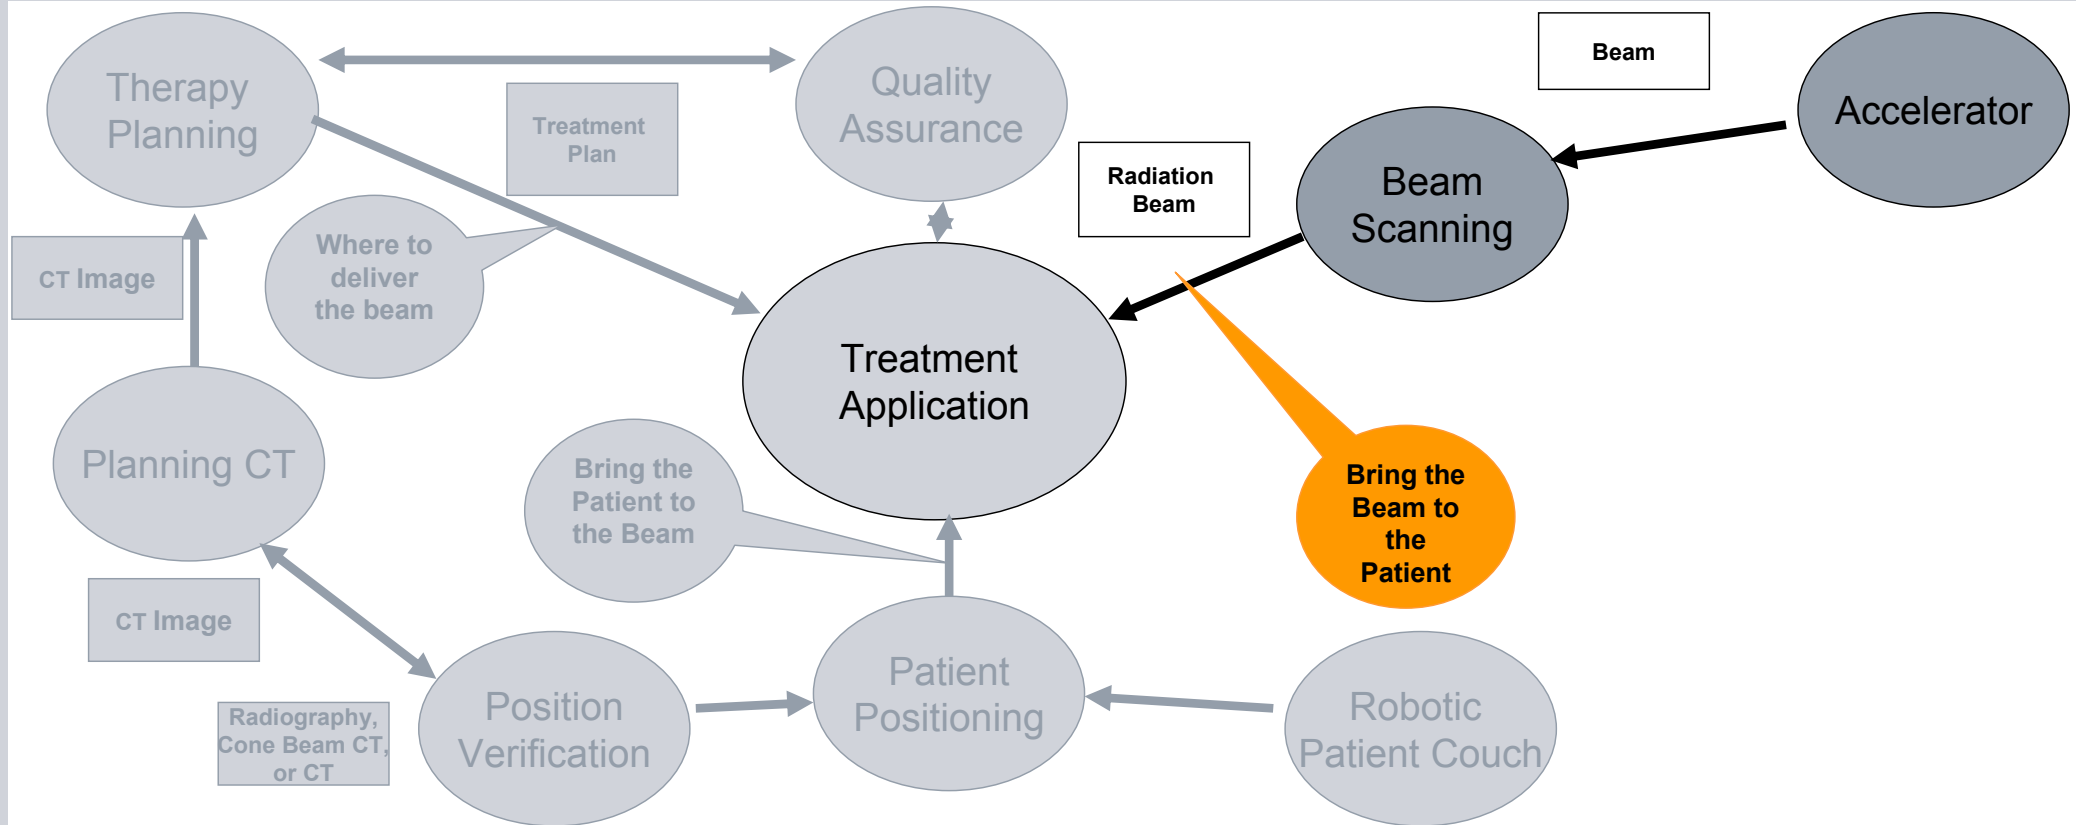 Therapy
Planning
Treatment
Plan
Quality
Assurance
Beam
Accelerator
Radiation
Beam
Beam
Scanning
CT Image
Where to
deliver
the beam
Treatment
Application
Planning CT
Bring the
Patient to
the Beam
Bring the
Beam to
the
Patient
CT Image
Radiography,
Cone Beam CT,
or CT
Position
Verification
Patient
Positioning
Robotic
Patient Couch